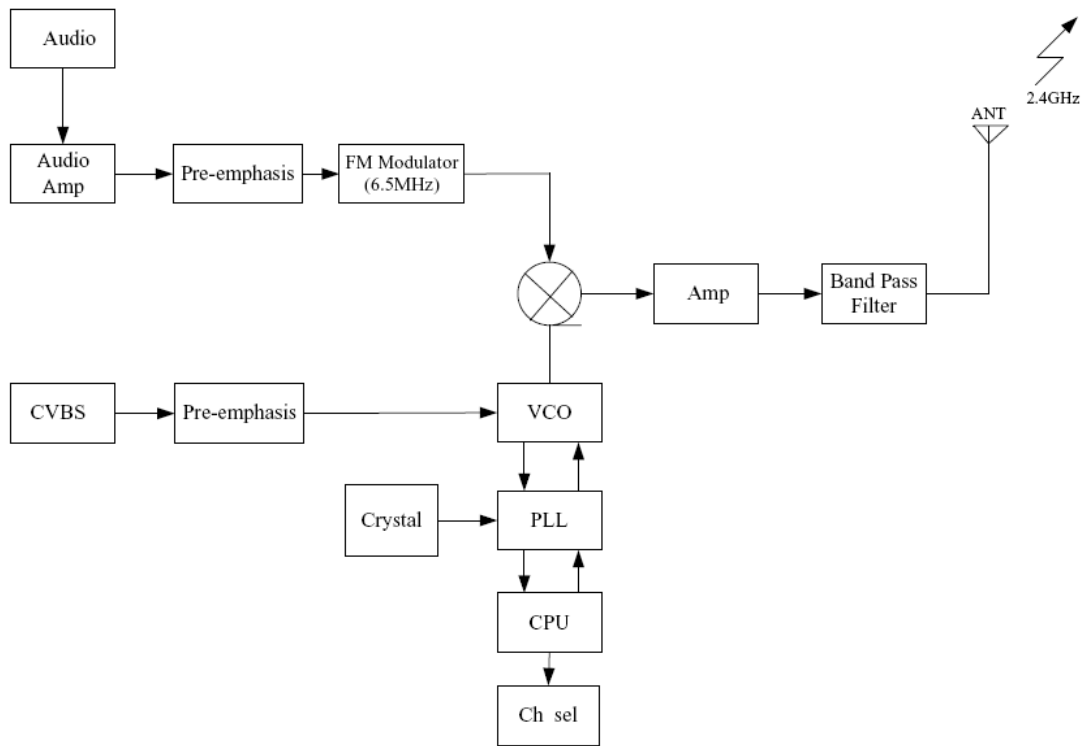 Audio
2.4GHz
ANT
Audio
Amp
Pre-emphasis
FM Modulator
(6.5MHz)
Amp
Band Pass
Filter
CVBS
Pre-emphasis
VCO
Crystal
PLL
CPU
Ch sel